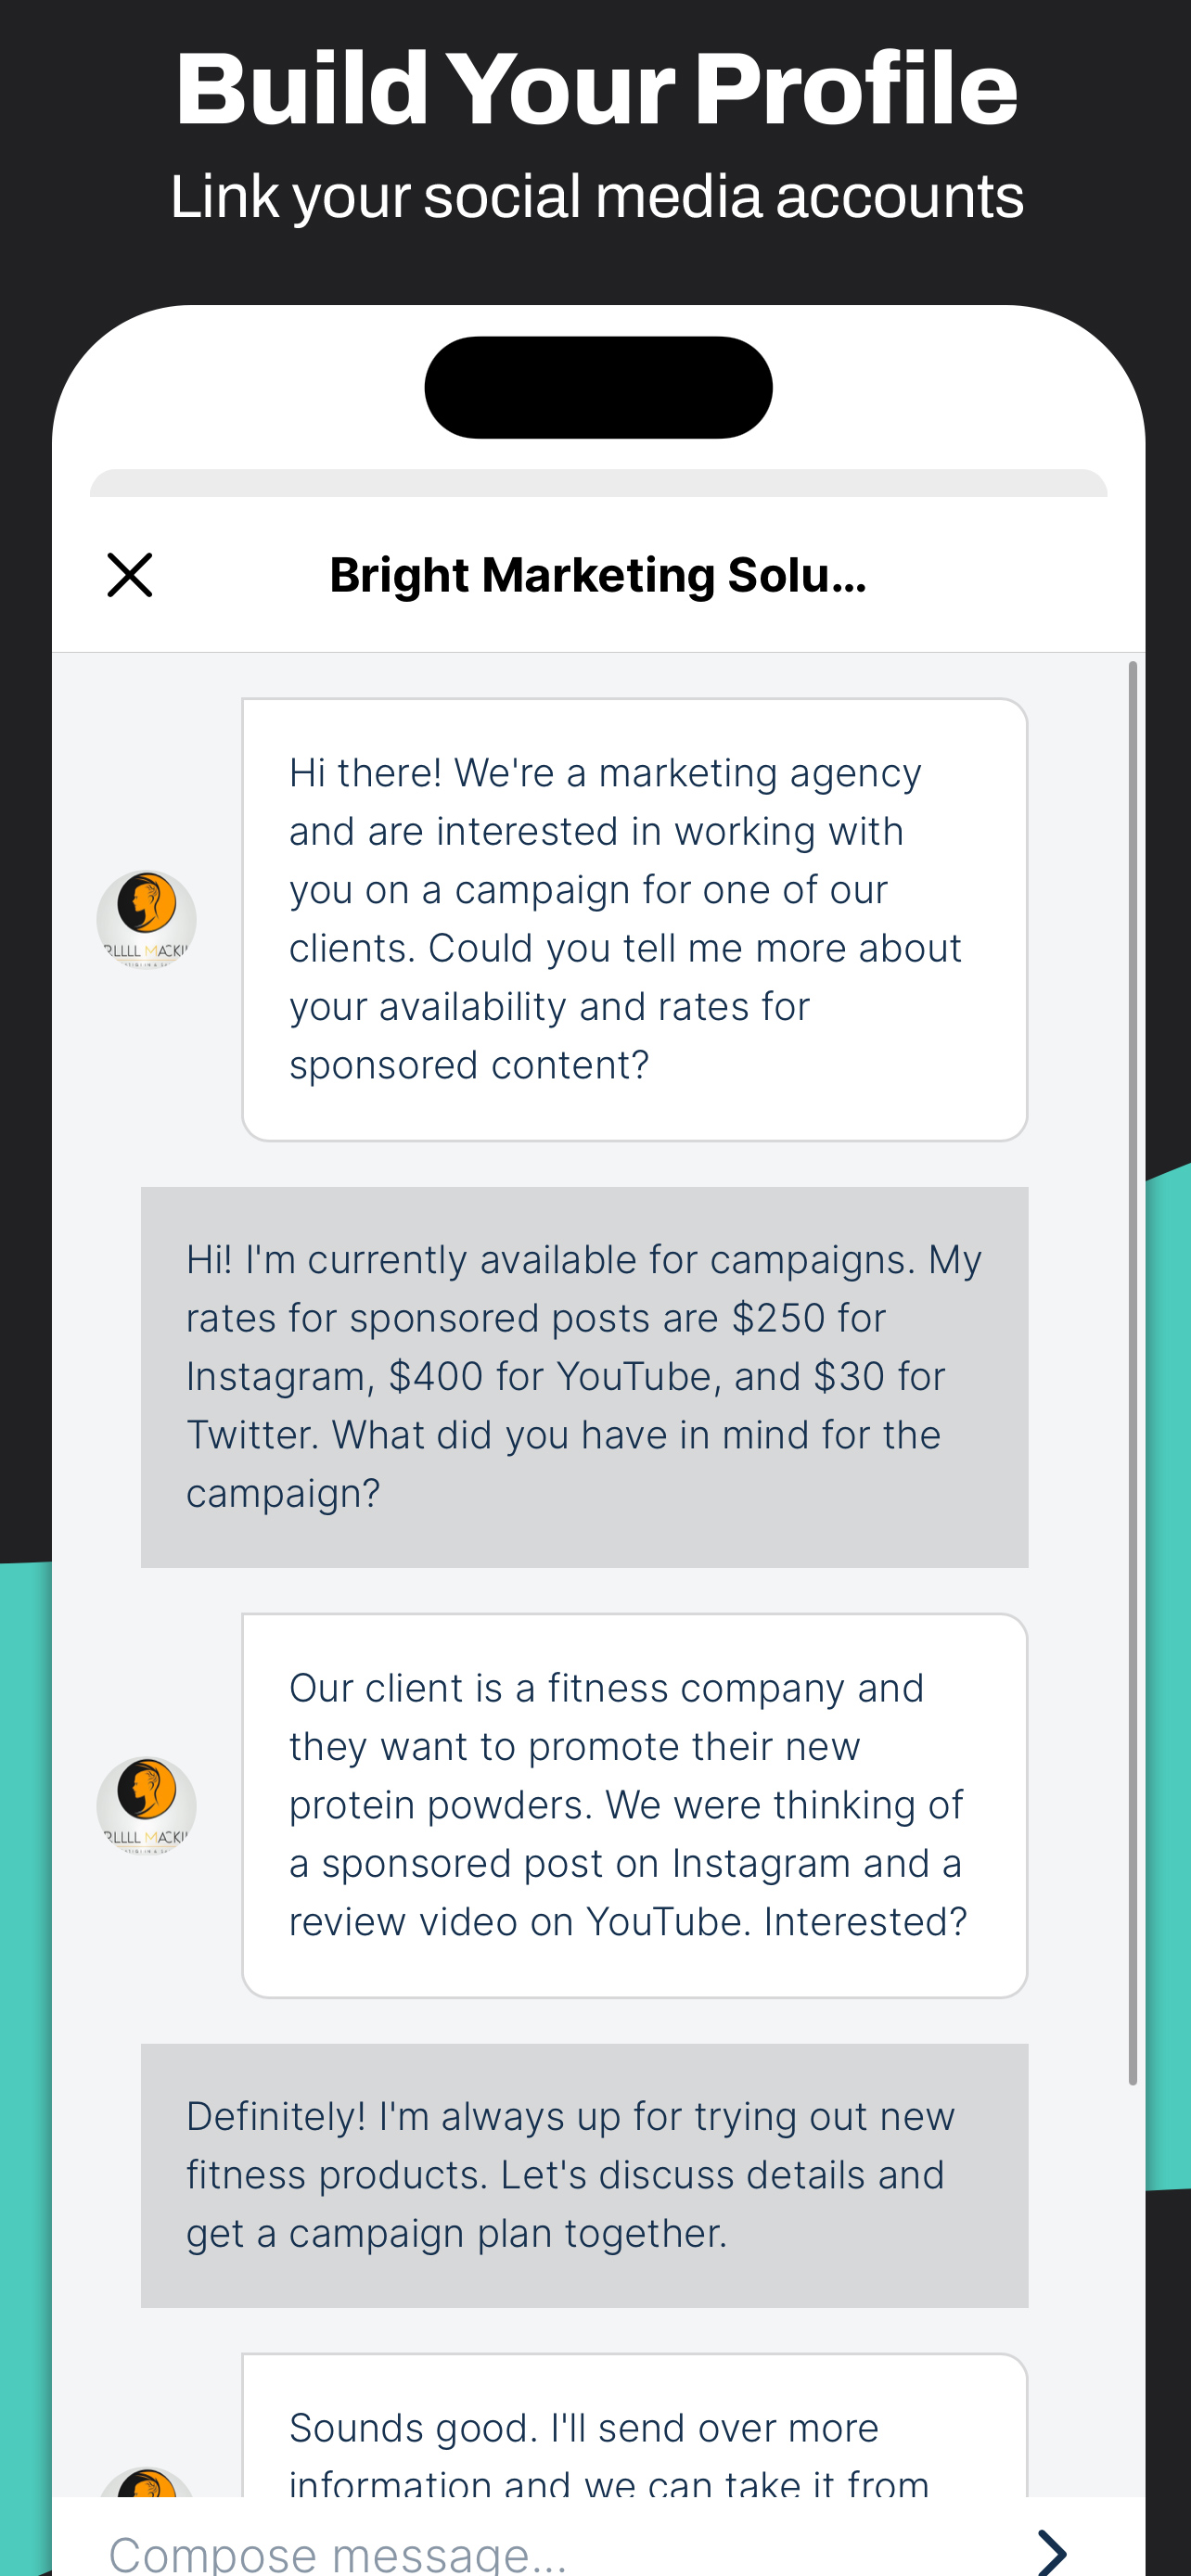 Build Your Profile
Link your social media accounts
Bright Marketing Solu...
Hi there! We're a marketing agency
and are interested in working with
you on a campaign for one of our
clients. Could you tell me more about
your availability and rates for
sponsored content?
Hi! I'm currently available for campaigns. My
rates for sponsored posts are $250 for
Instagram, $400 for YouTube, and $30 for
Twitter. What did you have in mind for the
campaign?
Our client is a fitness company and
they want to promote their new
protein powders. We were thinking of
a sponsored post on Instagram and a
review video on YouTube. Interested?
Definitely! I'm always up for trying out new
fitness products. Let's discuss details and
get a campaign plan together.
Sounds good. I'll send over more
information and we can take it from
Compose message...